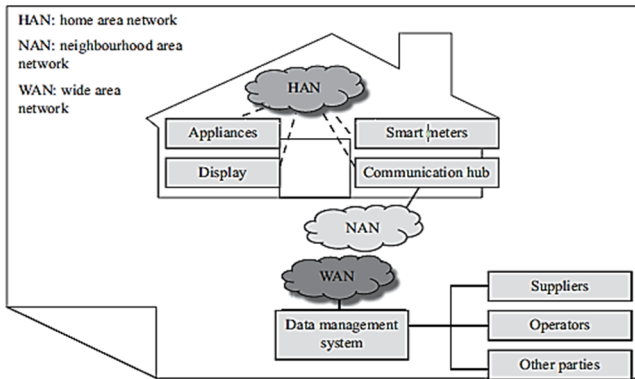 HAN: home area network
NAN: neighbourhood area
network
WAN: wide area
network
HAN
Appliances
Smart meters
Display
Communication hub
NAN
WAN
Data management
system
Suppliers
Operators
Other parties